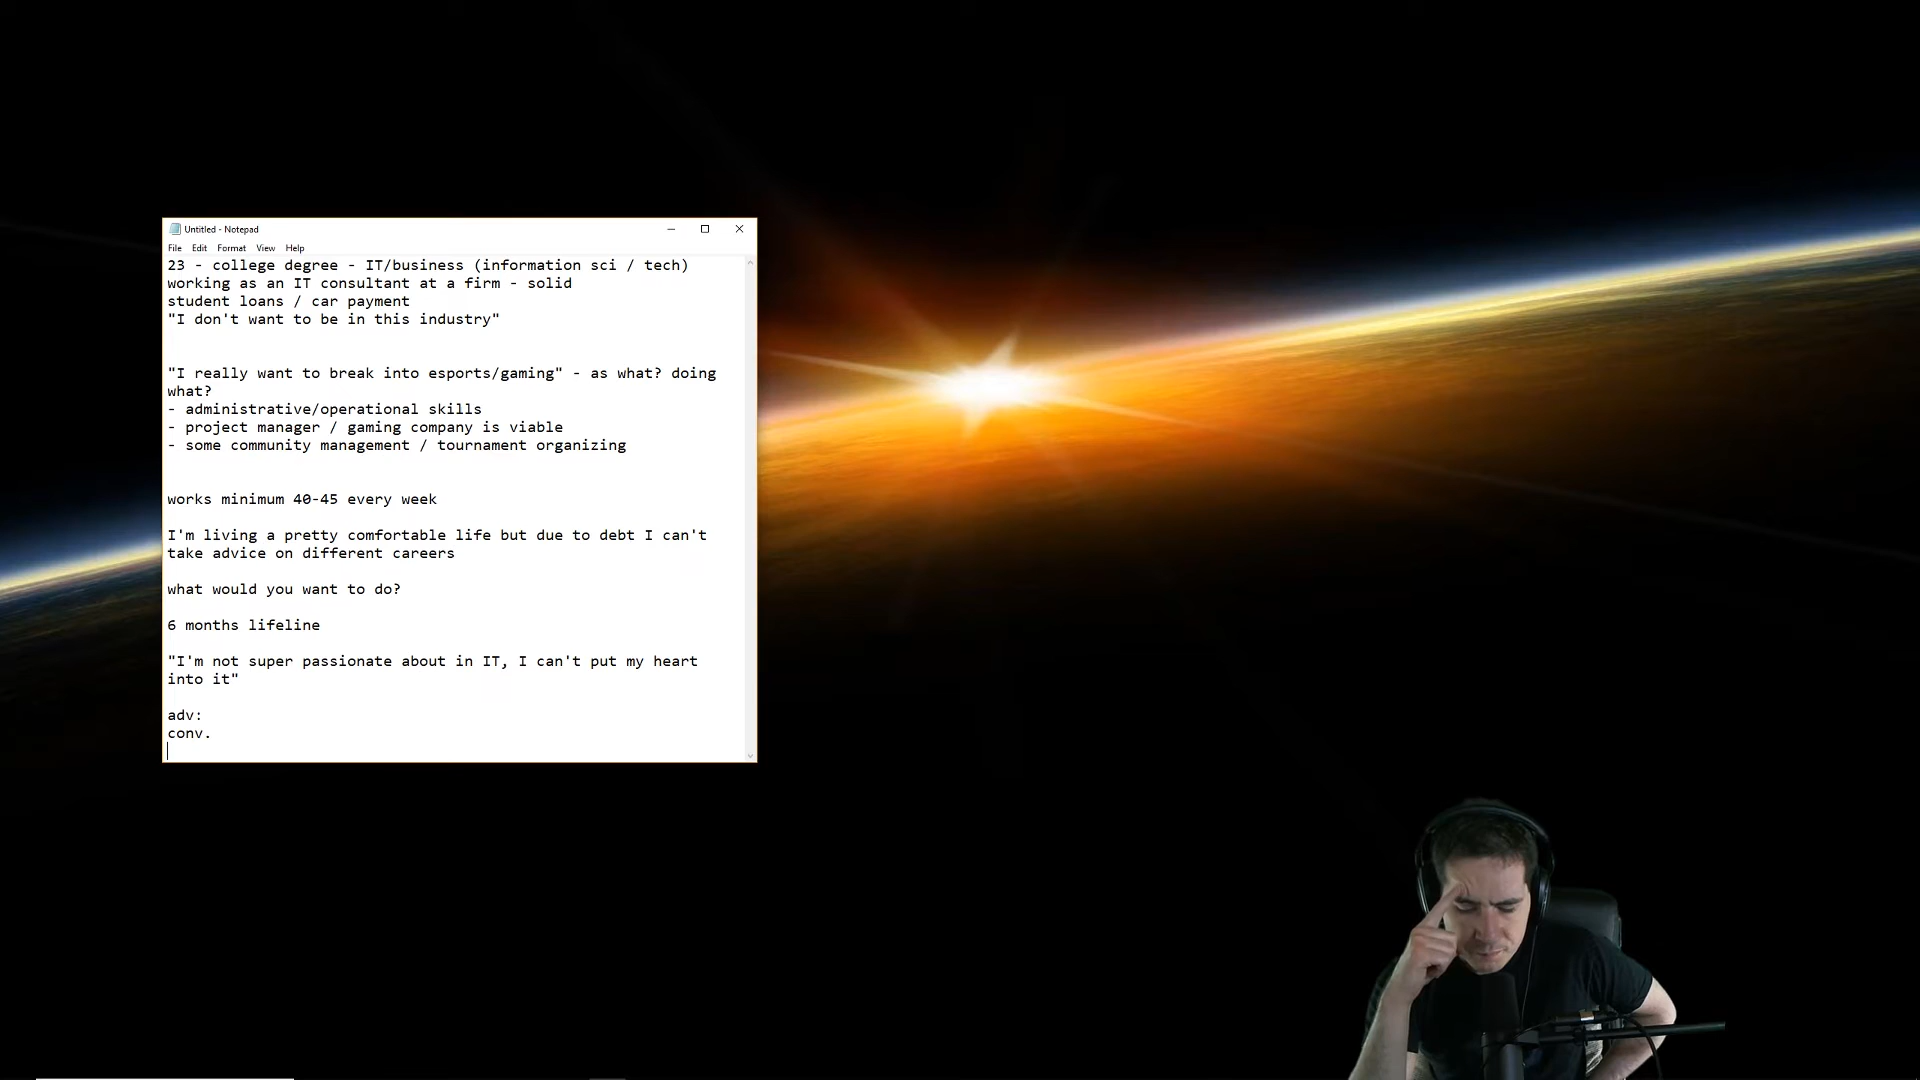 Untitled - Notepad
File Edit Format View Help
23 - college degree - IT/business (information sci / tech)
working as an IT consultant at a firm - solid
student loans / car payment
"I don't want to be in this industry"
"I really want to break into esports/gaming" - as what? doing
what?
- administrative/operational skills
- project manager / gaming company is viable
- some community management / tournament organizing
works minimum 40-45 every week
I'm living a pretty comfortable life but due to debt I can't
take advice on different careers
what would you want to do?
6 months lifeline
"I'm not super passionate about in IT, I can't put my heart
into it"
adv:
conv.